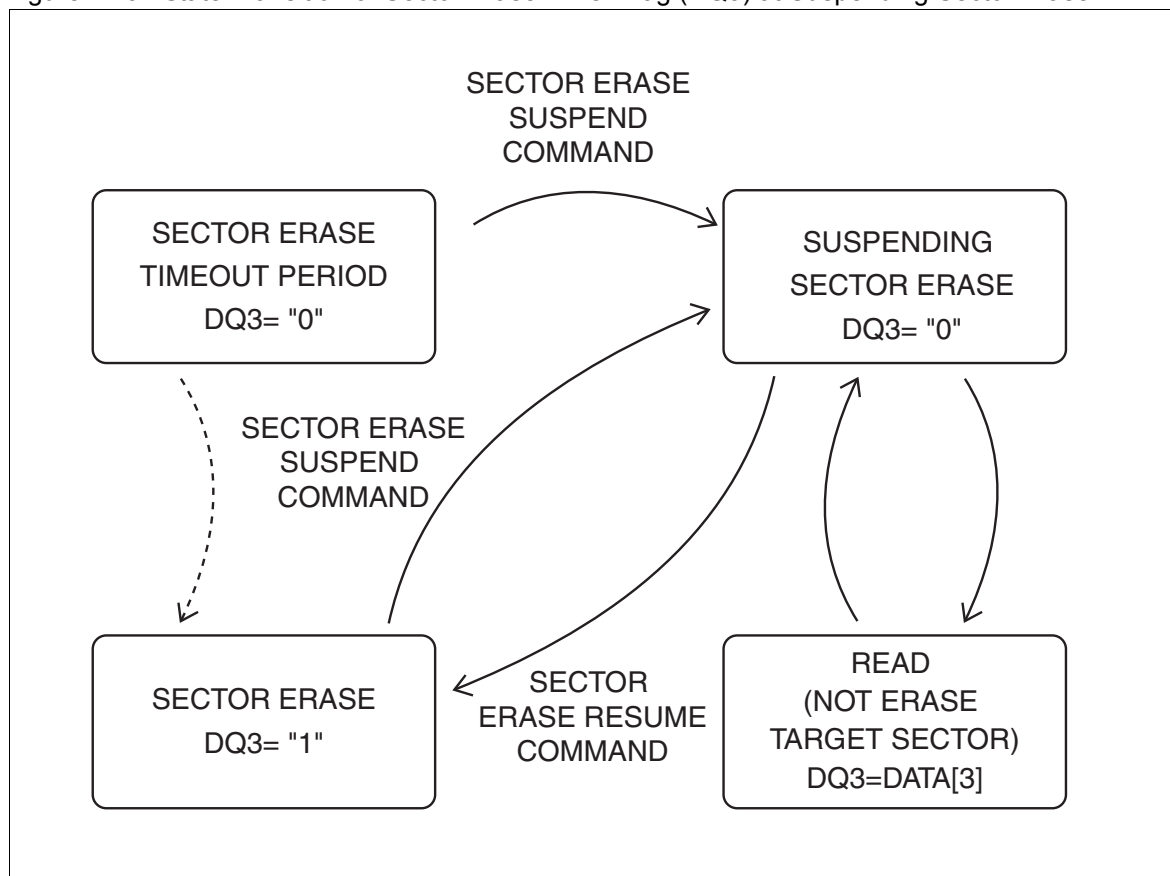 SECTOR ERASE
SUSPEND
COMMAND
SECTOR ERASE
TIMEOUT PERIOD
DQ3= "0"
SUSPENDING
SECTOR ERASE
DQ3= "0"
SECTOR ERASE
SUSPEND
COMMAND
SECTOR ERASE
DQ3= "1"
SECTOR
ERASE RESUME
COMMAND
READ
(NOT ERASE
TARGET SECTOR)
DQ3=DATA[3]